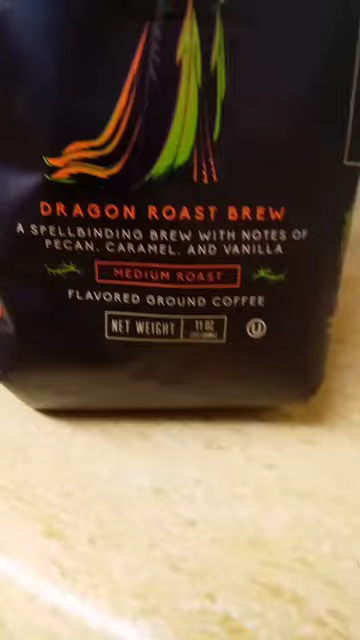 DRAGON ROAST BREW
A SPELLBINDING BREW WITH NOTES OF
PECAN, CARAMEL, AND VANILLA
MEDIUM ROAST
FLAVORED GROUND COFFEE
NET WEIGHT 11 OZ
U